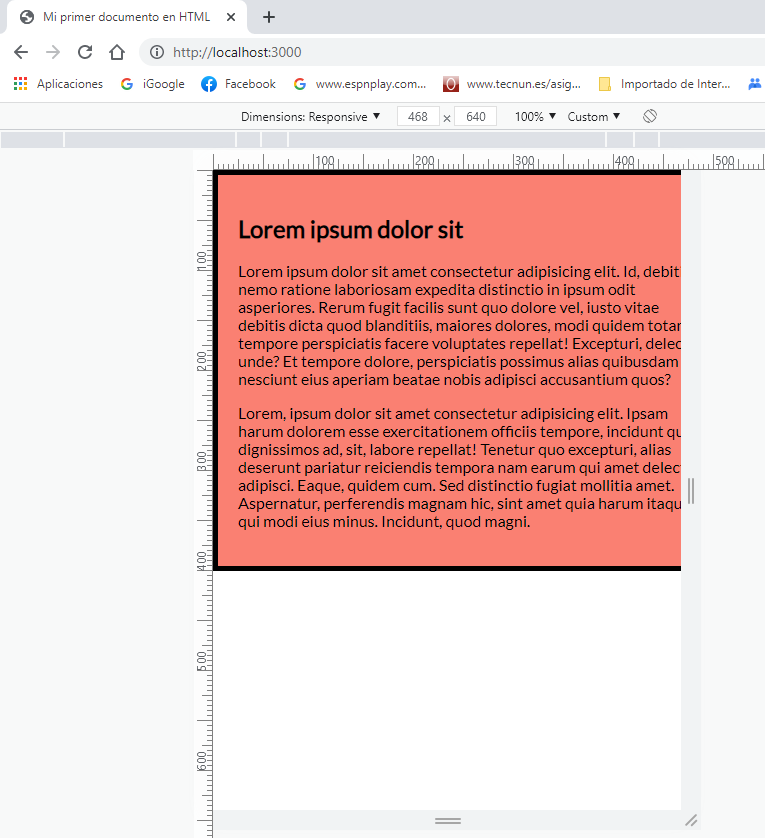 Mi primer documento en HTML
http://localhost:3000
Aplicaciones iGoogle Facebook www.espnplay.com... www.tecnun.es/asig... Importado de Inter...
Dimensions: Responsive 468 × 640 100% Custom
100 200 300 400 500
100
200
300
400
500
600
Lorem ipsum dolor sit
Lorem ipsum dolor sit amet consectetur adipisicing elit. Id, debit
nemo ratione laboriosam expedita distinctio in ipsum odit
asperiores. Rerum fugit facilis sunt quo dolore vel, iusto vitae
debitis dicta quod blanditiis, maiores dolores, modi quidem totar
tempore perspiciatis facere voluptates repellat! Excepturi, delec
unde? Et tempore dolore, perspiciatis possimus alias quibusdam
nesciunt eius aperiam beatae nobis adipisci accusantium quos?
Lorem, ipsum dolor sit amet consectetur adipisicing elit. Ipsam
harum dolorem esse exercitationem officiis tempore, incidunt qu
dignissimos ad, sit, labore repellat! Tenetur quo excepturi, alias
deserunt pariatur reiciendis tempora nam earum qui amet delec
adipisci. Eaque, quidem cum. Sed distinctio fugiat mollitia amet.
Aspernatur, perferendis magnam hic, sint amet quia harum itaqu
qui modi eius minus. Incidunt, quod magni.